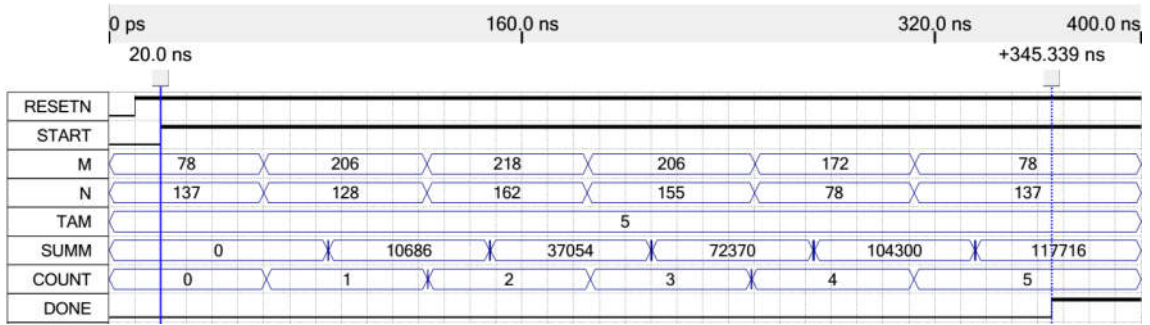 0 ps 160.0 ns 320.0 ns 400.0 ns
20.0 ns +345.339 ns
RESETN
START
M 78 206 218 206 172 78
N 137 128 162 155 78 137
TAM 5
SUMM 0 10686 37054 72370 104300 117716
COUNT 0 1 2 3 4 5
DONE